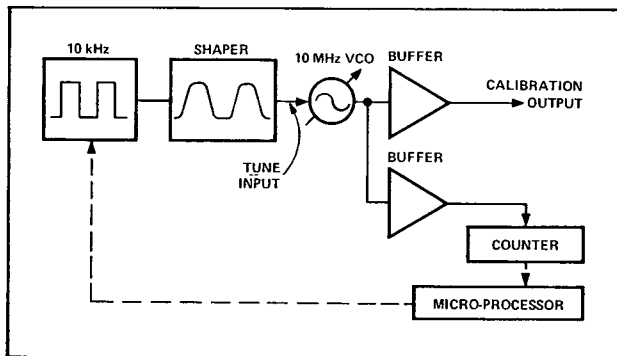 10 kHz
SHAPER
10 MHz VCO
BUFFER
CALIBRATION
OUTPUT
TUNE
INPUT
BUFFER
COUNTER
MICRO-PROCESSOR